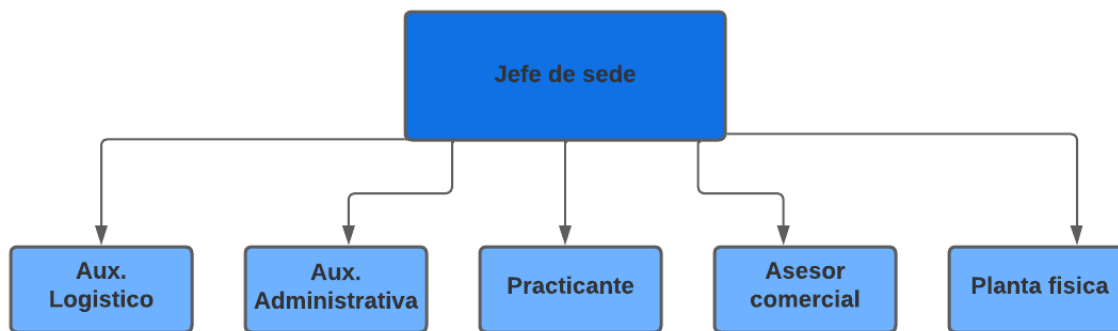 Jefe de sede
Aux.
Logistico
Aux.
Administrativa
Practicante
Asesor
comercial
Planta fisica